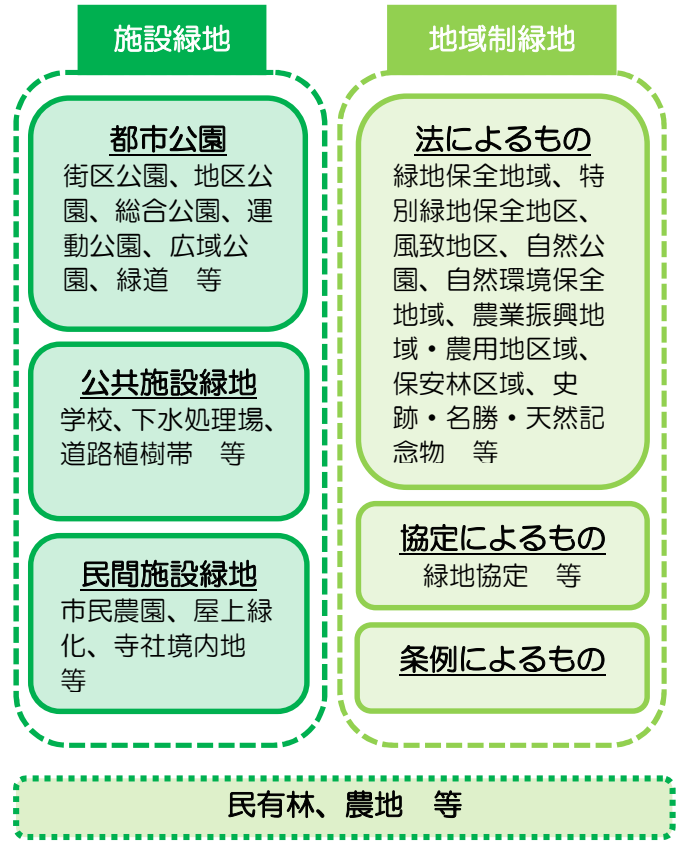 施設緑地
都市公園
街区公園、地区公
園、総合公園、運
動公園、広域公
園、緑道　等
公共施設緑地
学校、下水処理場、
道路植樹帯　等
民間施設緑地
市民農園、屋上緑
化、寺社境内地
等
地域制緑地
法によるもの
緑地保全地域、特
別緑地保全地区、
風致地区、自然公
園、自然環境保全
地域、農業振興地
域・農用地区域、
保安林区域、史
跡・名勝・天然記
念物　等
協定によるもの
緑地協定　等
条例によるもの
民有林、農地　等